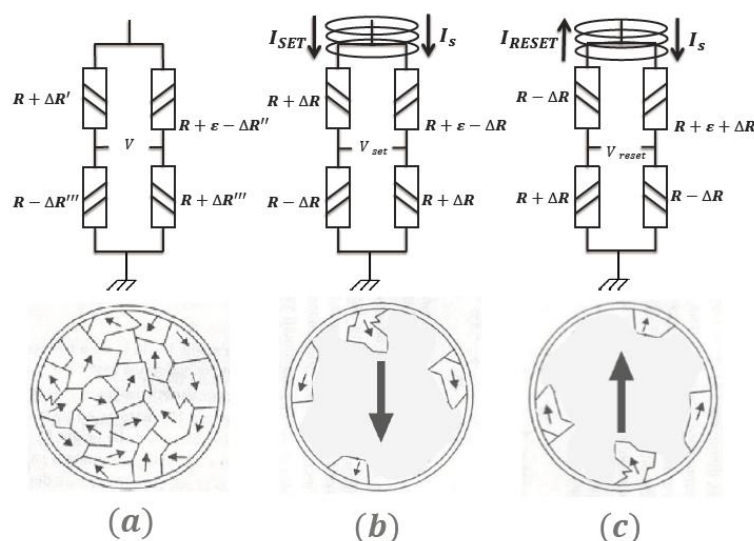 R + ΔR′
R + ε − ΔR′′
V
R − ΔR′′′
R + ΔR′′′
I_SET
I_s
R + ΔR
R + ε − ΔR
V_set
R − ΔR
R + ΔR
I_RESET
I_s
R − ΔR
R + ε + ΔR
V_reset
R + ΔR
R − ΔR
(a)
(b)
(c)